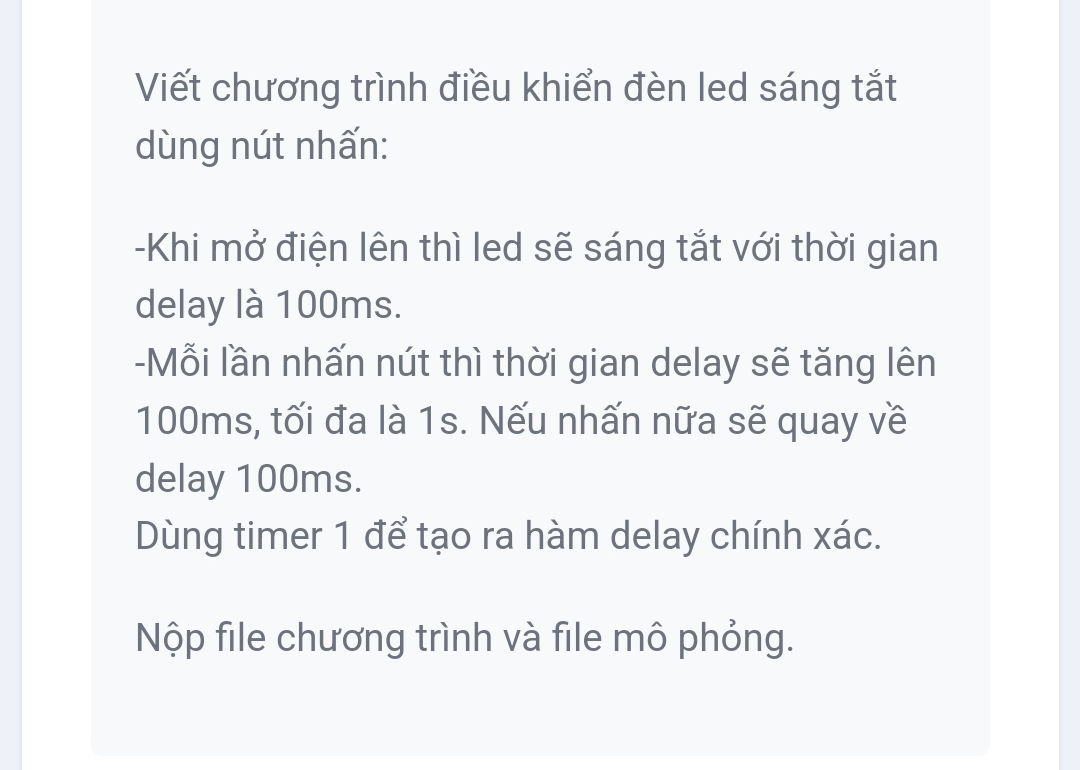 Viết chương trình điều khiển đèn led sáng tắt
dùng nút nhấn:
-Khi mở điện lên thì led sẽ sáng tắt với thời gian
delay là 100ms.
-Mỗi lần nhấn nút thì thời gian delay sẽ tăng lên
100ms, tối đa là 1s. Nếu nhấn nữa sẽ quay về
delay 100ms.
Dùng timer 1 để tạo ra hàm delay chính xác.
Nộp file chương trình và file mô phỏng.